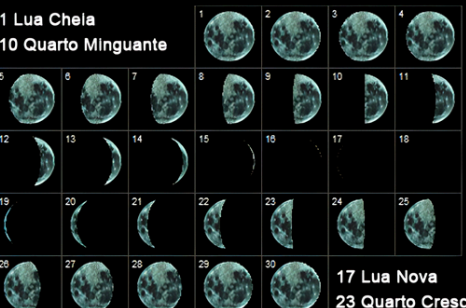 1 Lua Cheia
10 Quarto Minguante
1 2 3 4
5 6 7 8 9 10 11
12 13 14 15 16 17 18
19 20 21 22 23 24 25
26 27 28 29 30
17 Lua Nova
23 Quarto Cresc